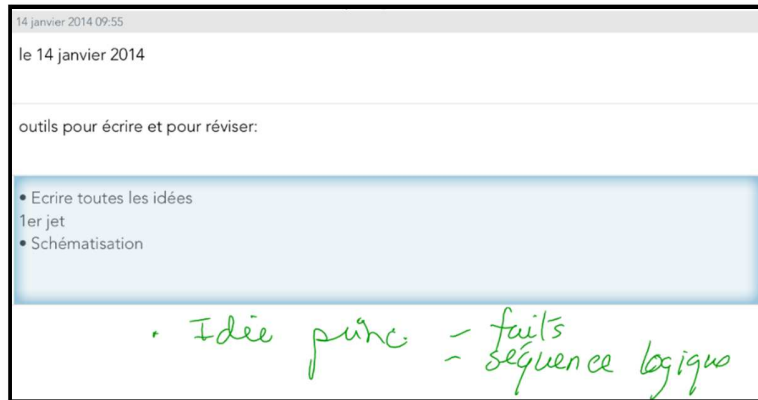 14 janvier 2014 09:55
le 14 janvier 2014
outils pour écrire et pour réviser:
• Ecrire toutes les idées
1er jet
• Schématisation
• Idée princ. - faits
- séquence logique